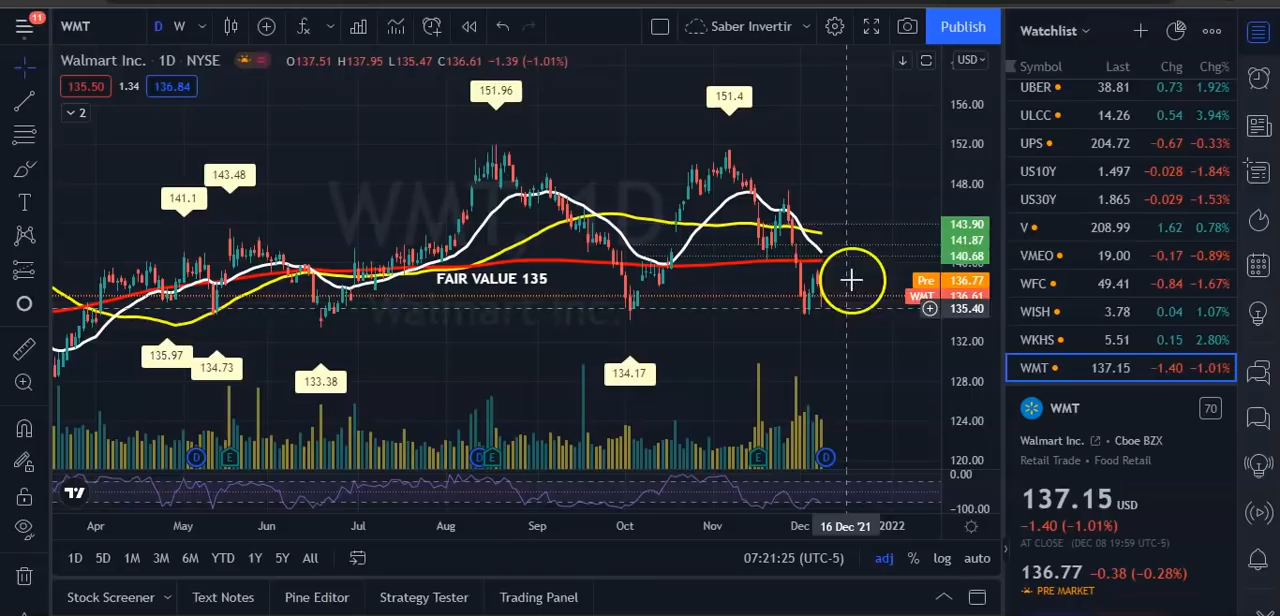 11
WMT
D
W
Saber Invertir
Publish
Walmart Inc. · 1D · NYSE
O137.51 H137.95 L135.47 C136.61 −1.39 (−1.01%)
135.50
1.34
136.84
2
USD
WMT 1D
Walmart Inc.
151.96
151.4
143.48
141.1
FAIR VALUE 135
135.97
134.73
133.38
134.17
156.00
152.00
148.00
143.90
141.87
140.68
Pre 136.77
WMT 136.61
135.40
132.00
128.00
124.00
120.00
0.00
−100.00
D E D E E D
Apr May Jun Jul Aug Sep Oct Nov Dec 16 Dec '21 2022
1D 5D 1M 3M 6M YTD 1Y 5Y All
07:21:25 (UTC-5)
adj % log auto
Stock Screener
Text Notes
Pine Editor
Strategy Tester
Trading Panel
Watchlist
Symbol Last Chg Chg%
UBER 38.81 0.73 1.92%
ULCC 14.26 0.54 3.94%
UPS 204.72 −0.67 −0.33%
US10Y 1.497 −0.028 −1.84%
US30Y 1.865 −0.029 −1.53%
V 208.99 1.62 0.78%
VMEO 19.00 −0.17 −0.89%
WFC 49.41 −0.84 −1.67%
WISH 3.78 0.04 1.07%
WKHS 5.51 0.15 2.80%
WMT 137.15 −1.40 −1.01%
WMT
70
Walmart Inc. • Cboe BZX
Retail Trade • Food Retail
137.15 USD
−1.40 (−1.01%)
AT CLOSE (DEC 08 19:59 UTC-5)
136.77 −0.38 (−0.28%)
PRE MARKET